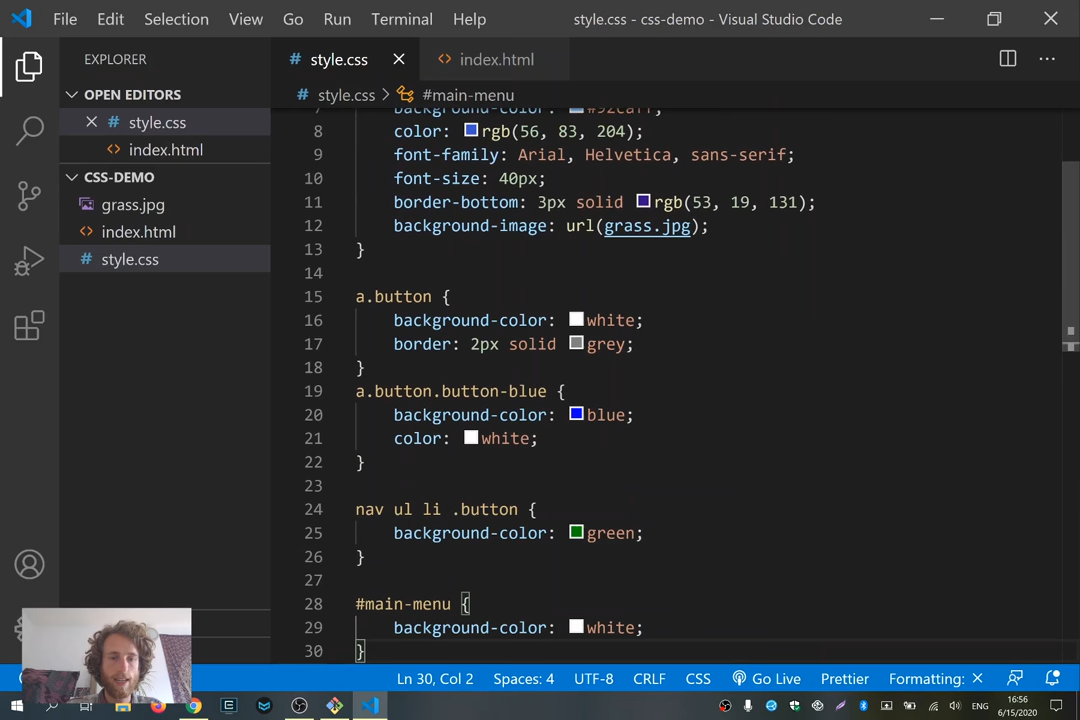 File Edit Selection View Go Run Terminal Help style.css - css-demo - Visual Studio Code
EXPLORER
OPEN EDITORS
style.css
index.html
CSS-DEMO
grass.jpg
index.html
style.css
style.css index.html
style.css > #main-menu
7 background-color: #92caff;
8 color: rgb(56, 83, 204);
9 font-family: Arial, Helvetica, sans-serif;
10 font-size: 40px;
11 border-bottom: 3px solid rgb(53, 19, 131);
12 background-image: url(grass.jpg);
13 }
14
15 a.button {
16 background-color: white;
17 border: 2px solid grey;
18 }
19 a.button.button-blue {
20 background-color: blue;
21 color: white;
22 }
23
24 nav ul li .button {
25 background-color: green;
26 }
27
28 #main-menu {
29 background-color: white;
30 }
Ln 30, Col 2 Spaces: 4 UTF-8 CRLF CSS Go Live Prettier Formatting: ×
ENG 16:56
6/15/2020